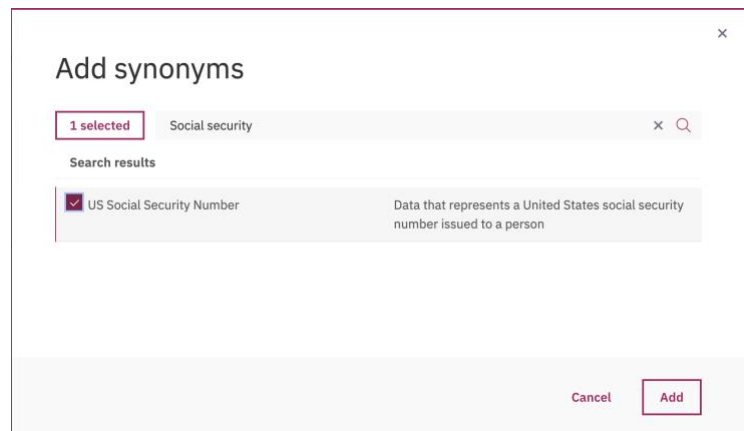 Add synonyms
1 selected Social security
Search results
US Social Security Number Data that represents a United States social security
number issued to a person
Cancel Add